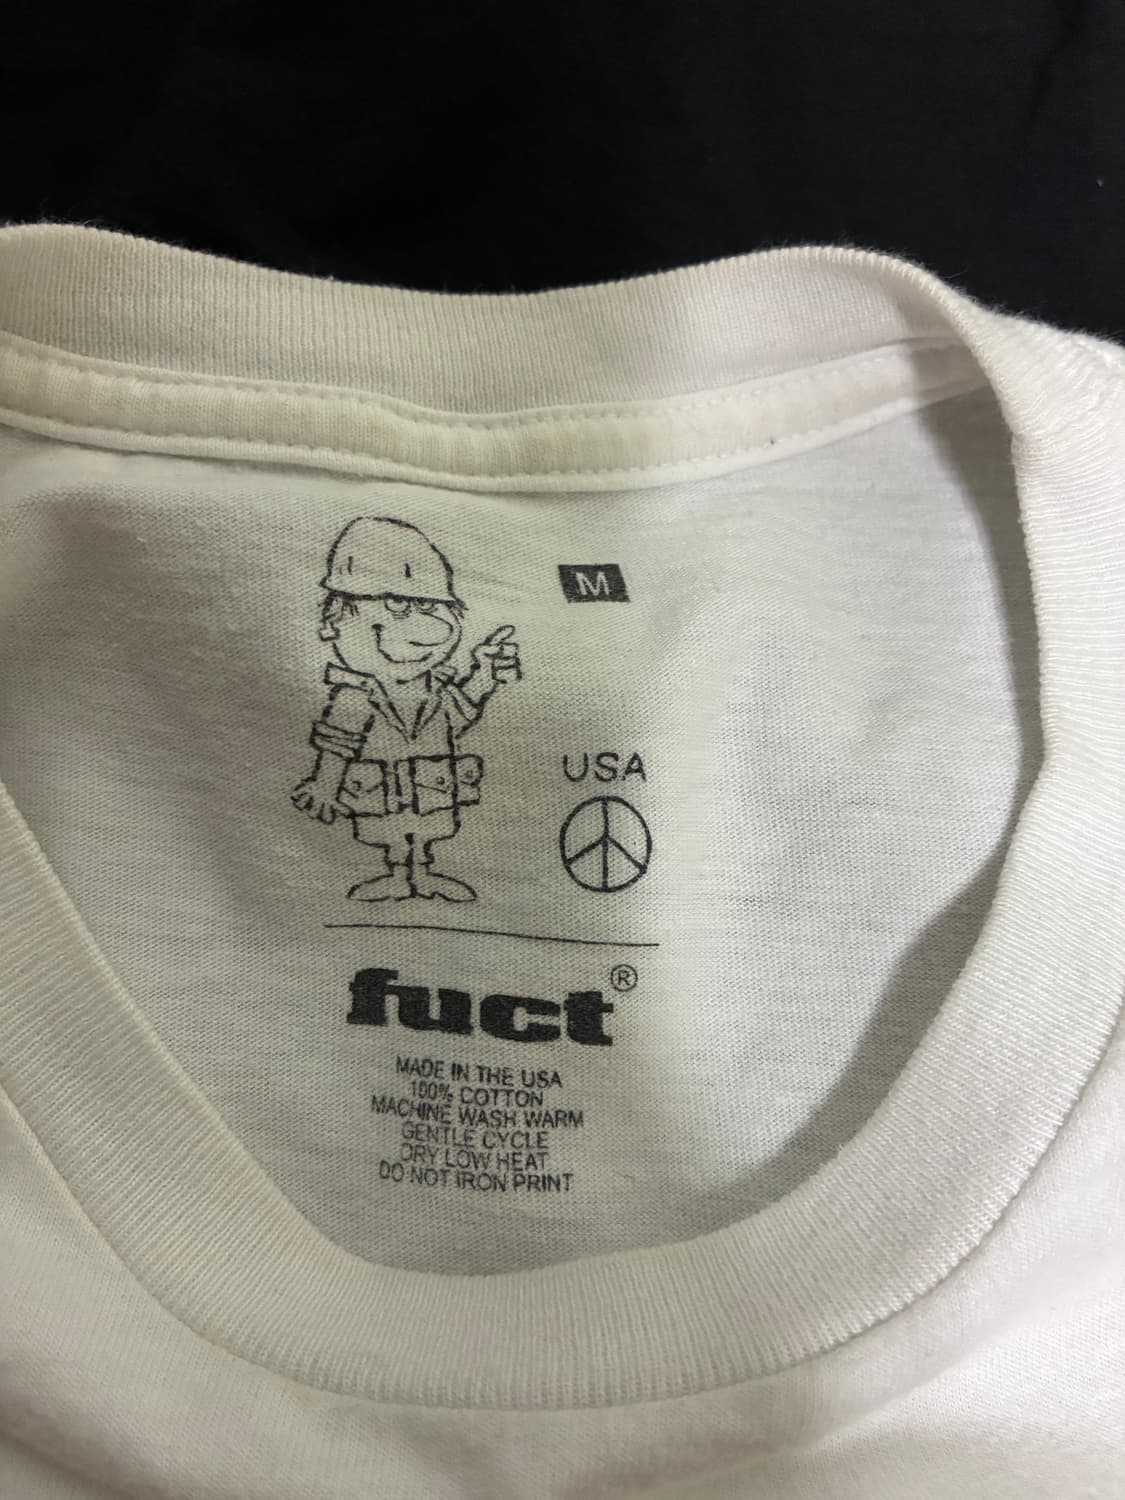 M
USA
fuct®
MADE IN THE USA
100% COTTON
MACHINE WASH WARM
GENTLE CYCLE
DRY LOW HEAT
DO NOT IRON PRINT